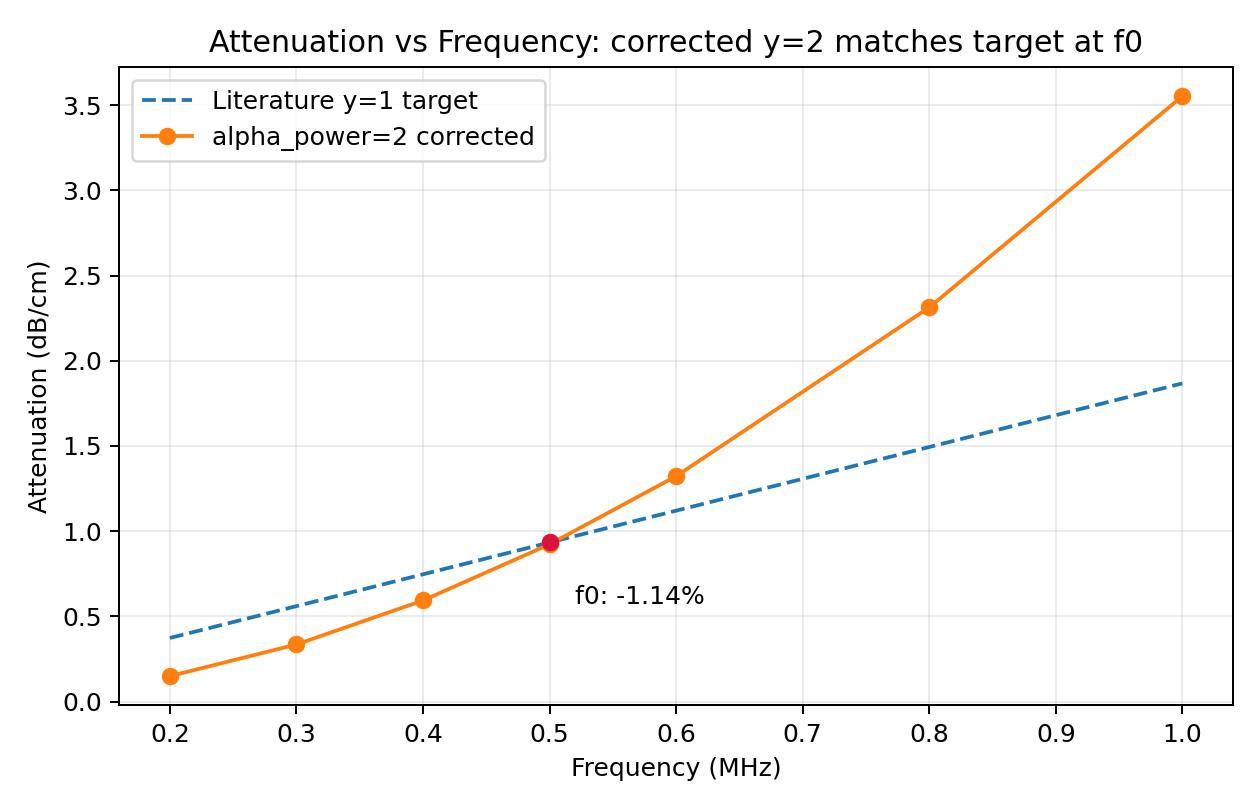 Attenuation vs Frequency: corrected y=2 matches target at f0
Literature y=1 target
alpha_power=2 corrected
3.5
3.0
2.5
2.0
1.5
1.0
0.5
0.0
Attenuation (dB/cm)
f0: -1.14%
0.2 0.3 0.4 0.5 0.6 0.7 0.8 0.9 1.0
Frequency (MHz)